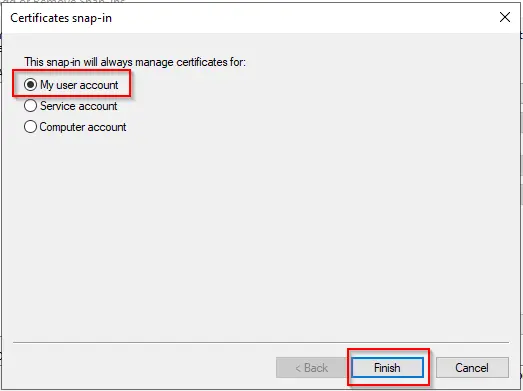 Certificates snap-in
This snap-in will always manage certificates for:
My user account
Service account
Computer account
< Back
Finish
Cancel